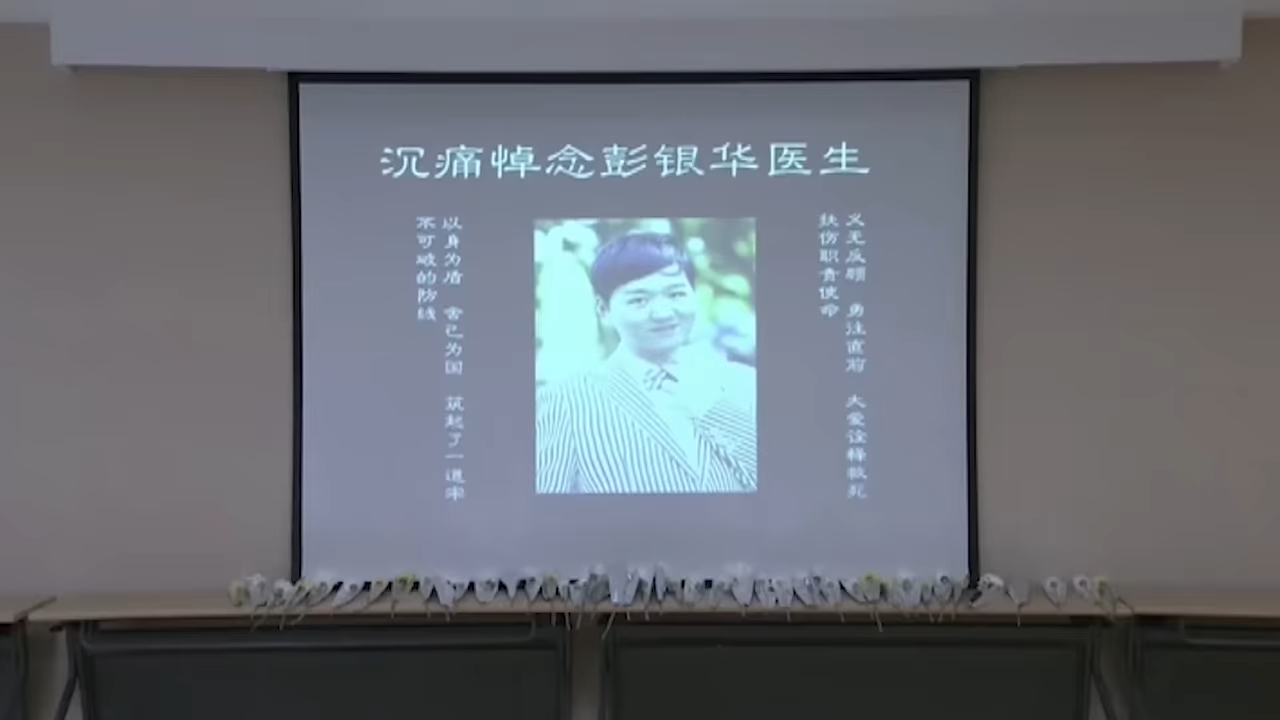 沉痛悼念彭银华医生
义无反顾 勇往直前 大爱诠释救死
扶伤职责使命
以身为盾 舍己为国 筑起了一道牢
不可破的防线